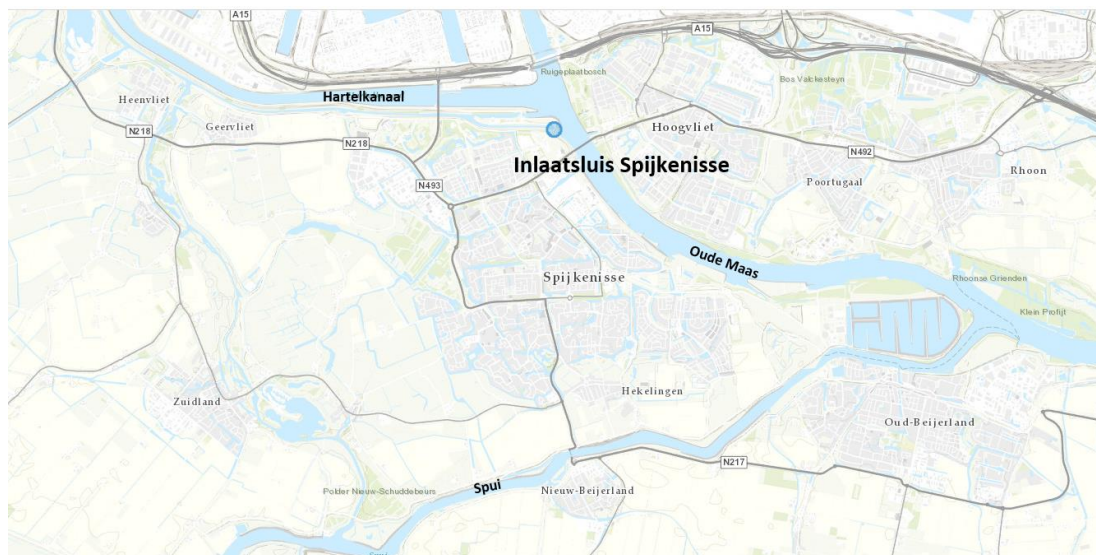 A15
A15
Ruigeplaatbosch
Bos Valckesteyn
Hartelkanaal
Heenvliet
N218
Geervliet
N218
Hoogvliet
N492
Inlaatsluis Spijkenisse
Rhoon
Poortugaal
N493
Oude Maas
Spijkenisse
Rhoonse Grienden
Klein Profijt
Hekelingen
Zuidland
Oud-Beijerland
N217
Spui
Polder Nieuw-Schuddebeurs
Nieuw-Beijerland
Spui